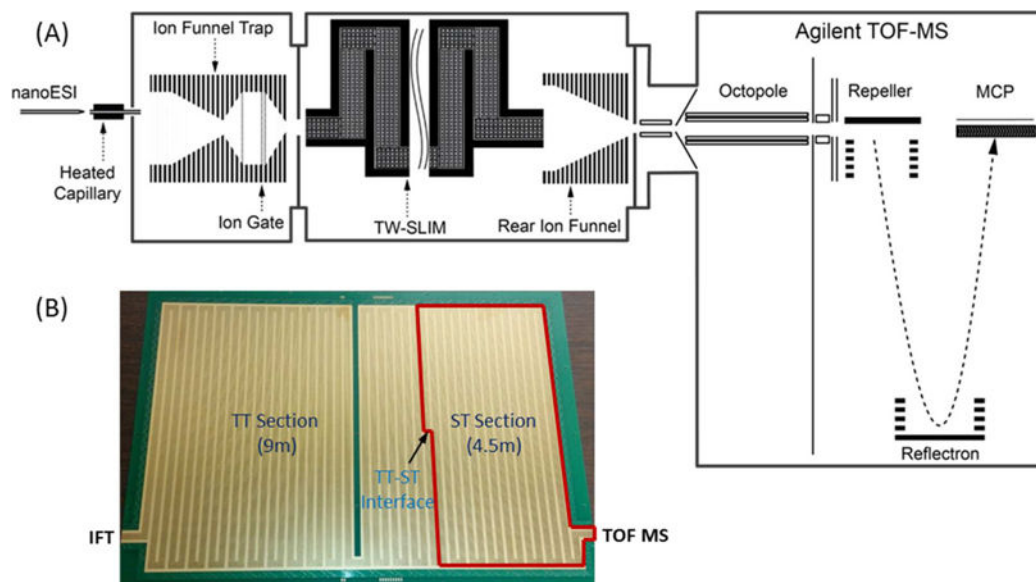 (A)
Ion Funnel Trap
nanoESI
Heated
Capillary
Ion Gate
TW-SLIM
Rear Ion Funnel
Agilent TOF-MS
Octopole
Repeller
MCP
Reflectron
(B)
TT Section
(9m)
ST Section
(4.5m)
TT-ST
Interface
IFT
TOF MS